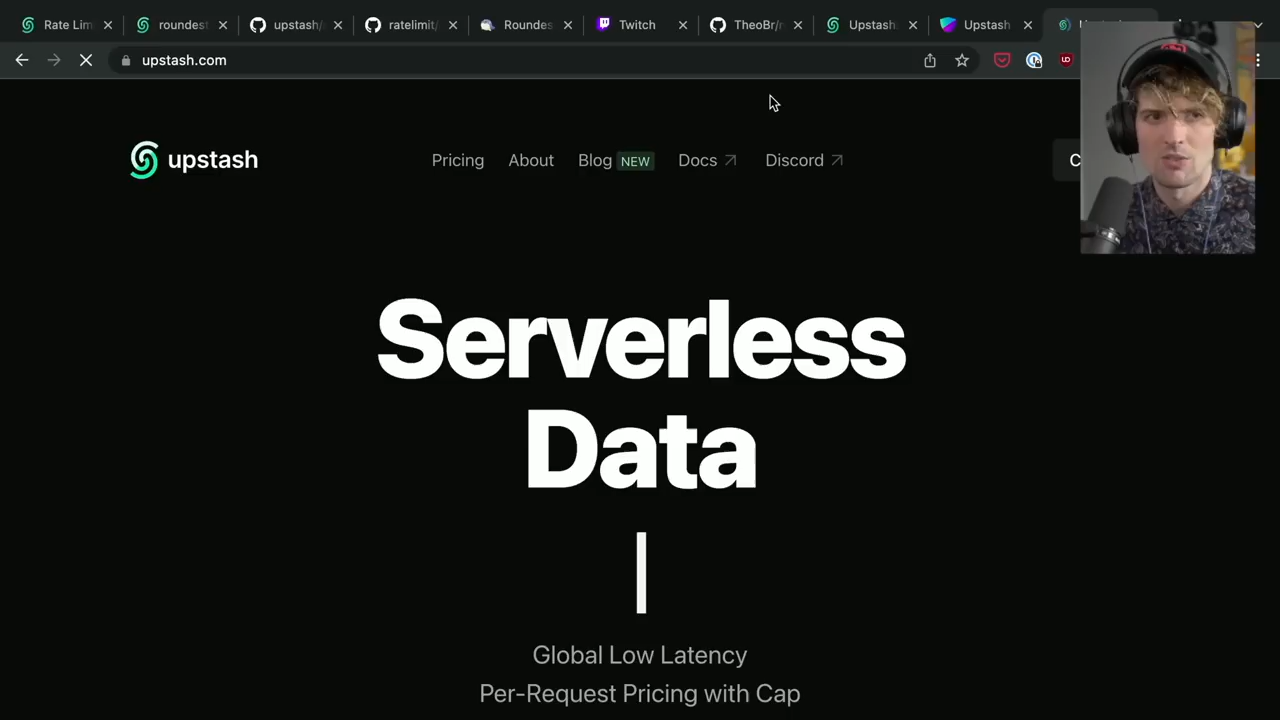 Rate Lim
roundest
upstash/
ratelimit/
Roundes
Twitch
TheoBr/r
Upstash
Upstash
upstash.com
upstash
Pricing
About
Blog NEW
Docs
Discord
C
Serverless
Data
Global Low Latency
Per-Request Pricing with Cap